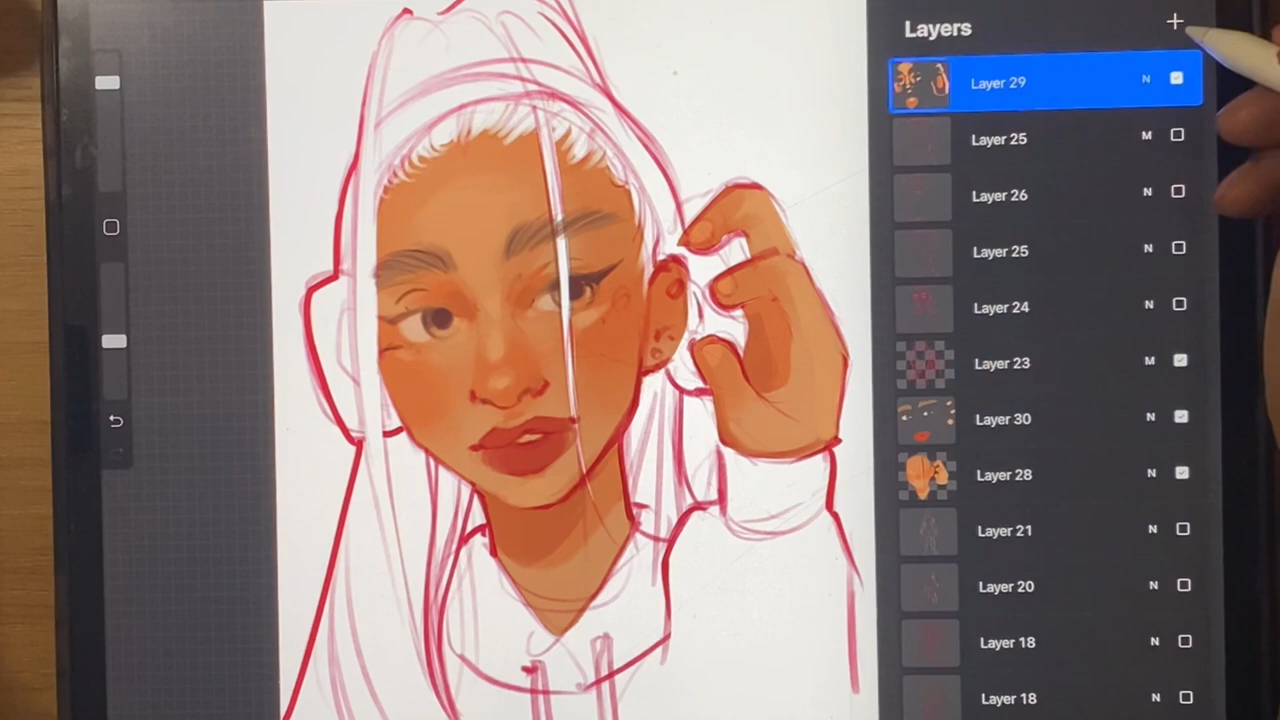 Layers +
Layer 29 N
Layer 25 M
Layer 26 N
Layer 25 N
Layer 24 N
Layer 23 M
Layer 30 N
Layer 28 N
Layer 21 N
Layer 20 N
Layer 18 N
Layer 18 N